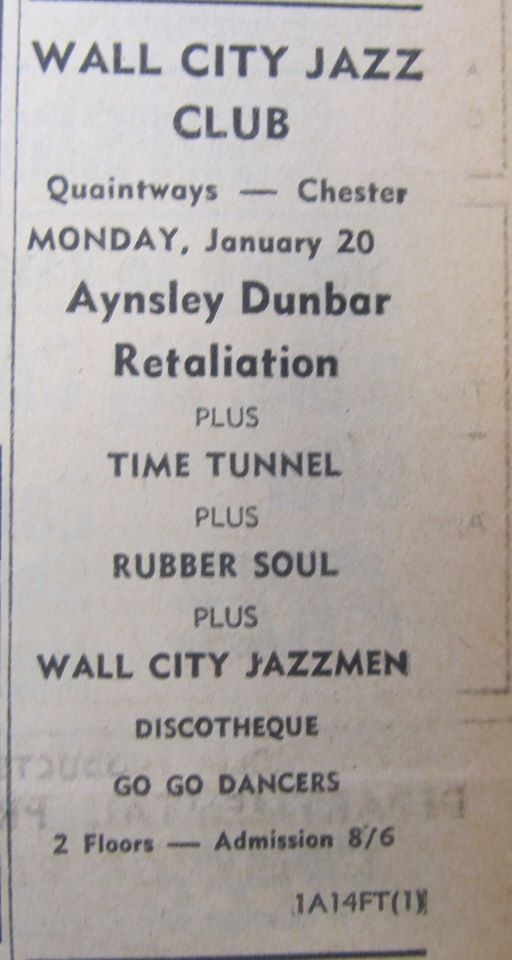 WALL CITY JAZZ
CLUB
Quaintways — Chester
MONDAY, January 20
Aynsley Dunbar
Retaliation
PLUS
TIME TUNNEL
PLUS
RUBBER SOUL
PLUS
WALL CITY JAZZMEN
DISCOTHEQUE
GO GO DANCERS
2 Floors — Admission 8/6
1A14FT(1)